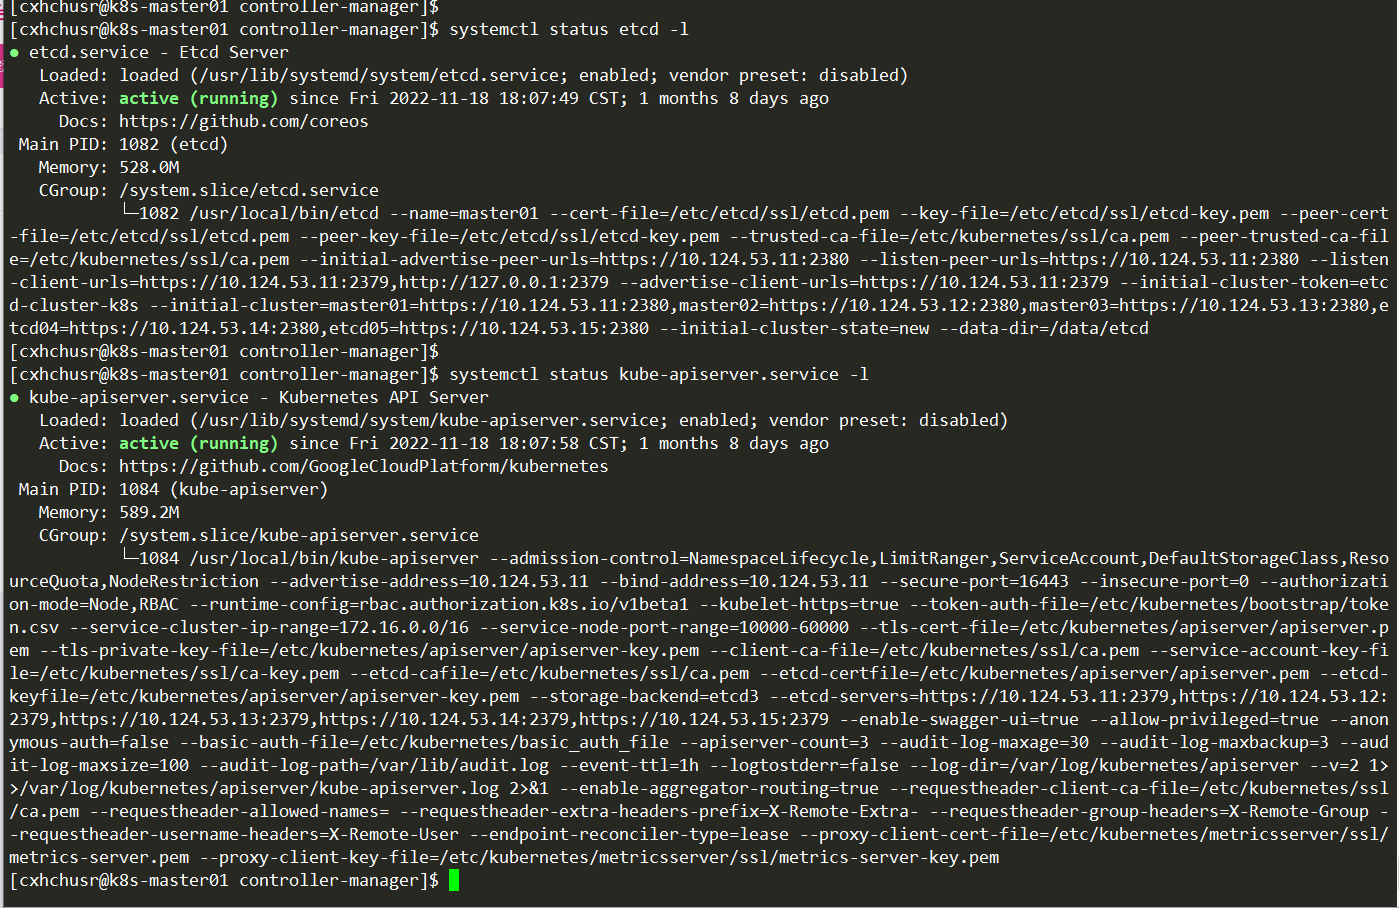 [cxhchusr@k8s-master01 controller-manager]$
[cxhchusr@k8s-master01 controller-manager]$ systemctl status etcd -l
● etcd.service - Etcd Server
   Loaded: loaded (/usr/lib/systemd/system/etcd.service; enabled; vendor preset: disabled)
   Active: active (running) since Fri 2022-11-18 18:07:49 CST; 1 months 8 days ago
     Docs: https://github.com/coreos
 Main PID: 1082 (etcd)
   Memory: 528.0M
   CGroup: /system.slice/etcd.service
           └─1082 /usr/local/bin/etcd --name=master01 --cert-file=/etc/etcd/ssl/etcd.pem --key-file=/etc/etcd/ssl/etcd-key.pem --peer-cert
-file=/etc/etcd/ssl/etcd.pem --peer-key-file=/etc/etcd/ssl/etcd-key.pem --trusted-ca-file=/etc/kubernetes/ssl/ca.pem --peer-trusted-ca-fil
e=/etc/kubernetes/ssl/ca.pem --initial-advertise-peer-urls=https://10.124.53.11:2380 --listen-peer-urls=https://10.124.53.11:2380 --listen
-client-urls=https://10.124.53.11:2379,http://127.0.0.1:2379 --advertise-client-urls=https://10.124.53.11:2379 --initial-cluster-token=etc
d-cluster-k8s --initial-cluster=master01=https://10.124.53.11:2380,master02=https://10.124.53.12:2380,master03=https://10.124.53.13:2380,e
tcd04=https://10.124.53.14:2380,etcd05=https://10.124.53.15:2380 --initial-cluster-state=new --data-dir=/data/etcd
[cxhchusr@k8s-master01 controller-manager]$
[cxhchusr@k8s-master01 controller-manager]$ systemctl status kube-apiserver.service -l
● kube-apiserver.service - Kubernetes API Server
   Loaded: loaded (/usr/lib/systemd/system/kube-apiserver.service; enabled; vendor preset: disabled)
   Active: active (running) since Fri 2022-11-18 18:07:58 CST; 1 months 8 days ago
     Docs: https://github.com/GoogleCloudPlatform/kubernetes
 Main PID: 1084 (kube-apiserver)
   Memory: 589.2M
   CGroup: /system.slice/kube-apiserver.service
           └─1084 /usr/local/bin/kube-apiserver --admission-control=NamespaceLifecycle,LimitRanger,ServiceAccount,DefaultStorageClass,Reso
urceQuota,NodeRestriction --advertise-address=10.124.53.11 --bind-address=10.124.53.11 --secure-port=16443 --insecure-port=0 --authorizati
on-mode=Node,RBAC --runtime-config=rbac.authorization.k8s.io/v1beta1 --kubelet-https=true --token-auth-file=/etc/kubernetes/bootstrap/toke
n.csv --service-cluster-ip-range=172.16.0.0/16 --service-node-port-range=10000-60000 --tls-cert-file=/etc/kubernetes/apiserver/apiserver.p
em --tls-private-key-file=/etc/kubernetes/apiserver/apiserver-key.pem --client-ca-file=/etc/kubernetes/ssl/ca.pem --service-account-key-fi
le=/etc/kubernetes/ssl/ca-key.pem --etcd-cafile=/etc/kubernetes/ssl/ca.pem --etcd-certfile=/etc/kubernetes/apiserver/apiserver.pem --etcd-
keyfile=/etc/kubernetes/apiserver/apiserver-key.pem --storage-backend=etcd3 --etcd-servers=https://10.124.53.11:2379,https://10.124.53.12:
2379,https://10.124.53.13:2379,https://10.124.53.14:2379,https://10.124.53.15:2379 --enable-swagger-ui=true --allow-privileged=true --anon
ymous-auth=false --basic-auth-file=/etc/kubernetes/basic_auth_file --apiserver-count=3 --audit-log-maxage=30 --audit-log-maxbackup=3 --aud
it-log-maxsize=100 --audit-log-path=/var/lib/audit.log --event-ttl=1h --logtostderr=false --log-dir=/var/log/kubernetes/apiserver --v=2 1>
>/var/log/kubernetes/apiserver/kube-apiserver.log 2>&1 --enable-aggregator-routing=true --requestheader-client-ca-file=/etc/kubernetes/ssl
/ca.pem --requestheader-allowed-names= --requestheader-extra-headers-prefix=X-Remote-Extra- --requestheader-group-headers=X-Remote-Group -
-requestheader-username-headers=X-Remote-User --endpoint-reconciler-type=lease --proxy-client-cert-file=/etc/kubernetes/metricsserver/ssl/
metrics-server.pem --proxy-client-key-file=/etc/kubernetes/metricsserver/ssl/metrics-server-key.pem
[cxhchusr@k8s-master01 controller-manager]$